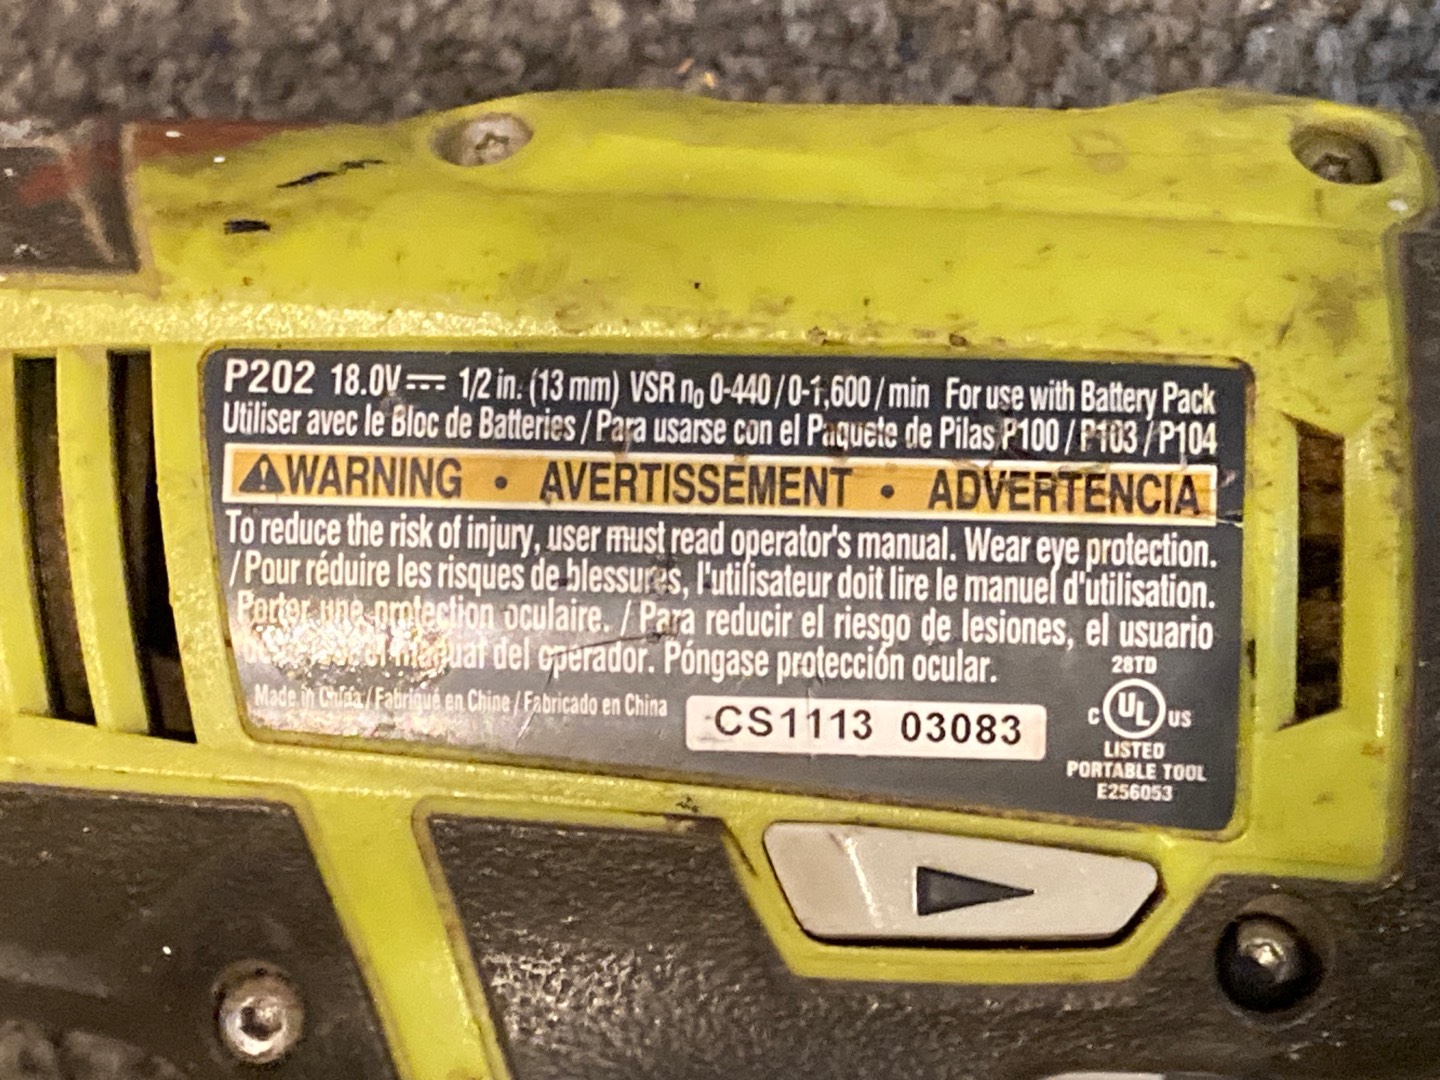 P202 18.0V⎓ 1/2 in. (13 mm) VSR n₀ 0-440 / 0-1,600 / min For use with Battery Pack
Utiliser avec le Bloc de Batteries / Para usarse con el Paquete de Pilas P100 / P103 / P104
⚠WARNING • AVERTISSEMENT • ADVERTENCIA
To reduce the risk of injury, user must read operator's manual. Wear eye protection.
/ Pour réduire les risques de blessures, l'utilisateur doit lire le manuel d'utilisation.
Porter une protection oculaire. / Para reducir el riesgo de lesiones, el usuario
el manual del operador. Póngase protección ocular.
Made in China / Fabriqué en Chine / Fabricado en China
CS1113 03083
28TD
C UL US
LISTED
PORTABLE TOOL
E256053